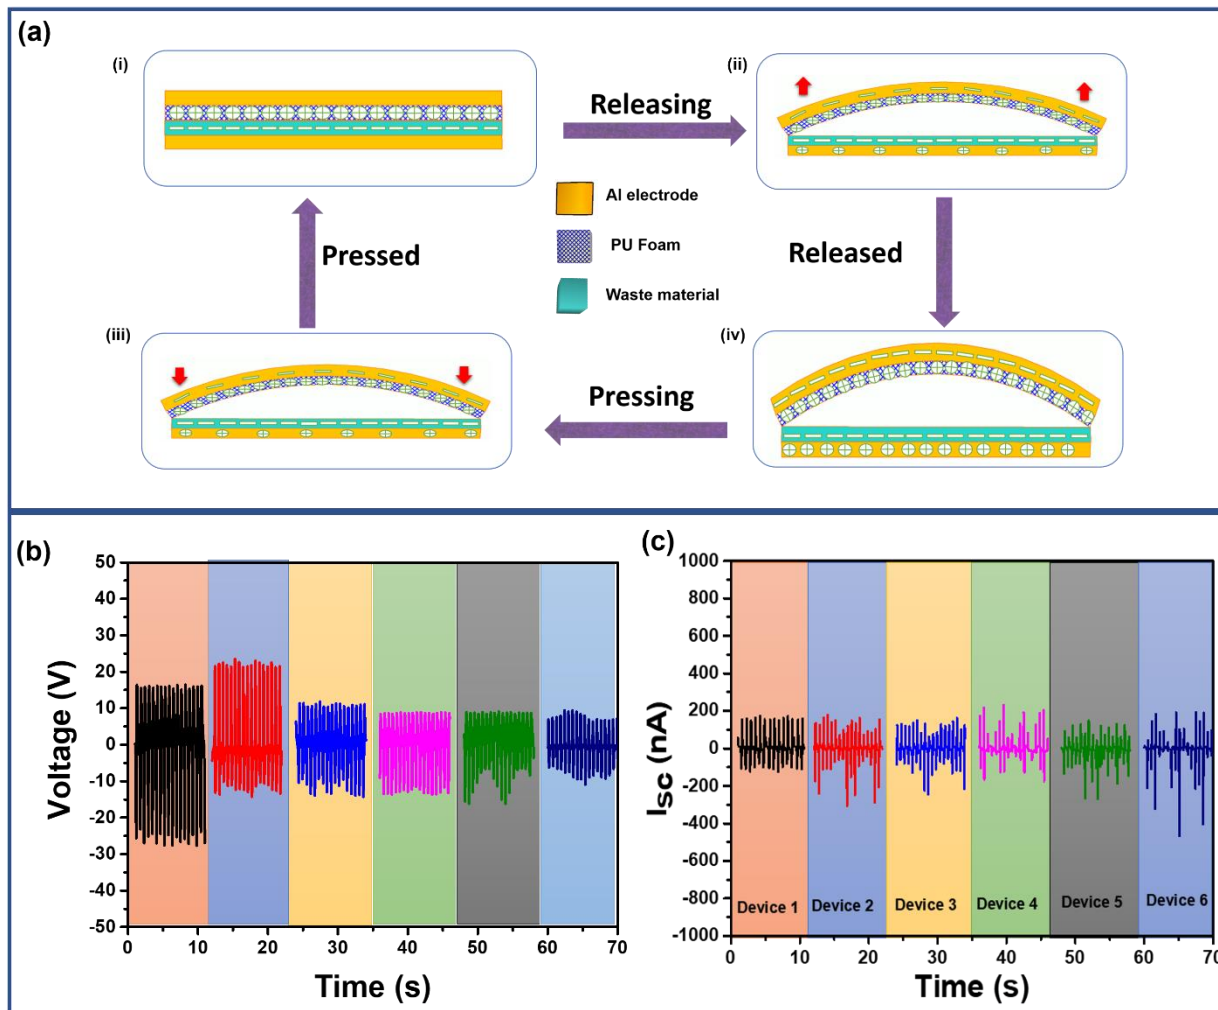 (a)
(i)
(ii)
Releasing
Al electrode
PU Foam
Waste material
Pressed
Released
(iii)
(iv)
Pressing
(b)
50
40
30
20
10
0
-10
-20
-30
-40
-50
Voltage (V)
0 10 20 30 40 50 60 70
Time (s)
(c)
1000
800
600
400
200
0
-200
-400
-600
-800
-1000
Isc (nA)
Device 1 Device 2 Device 3 Device 4 Device 5 Device 6
0 10 20 30 40 50 60 70
Time (s)